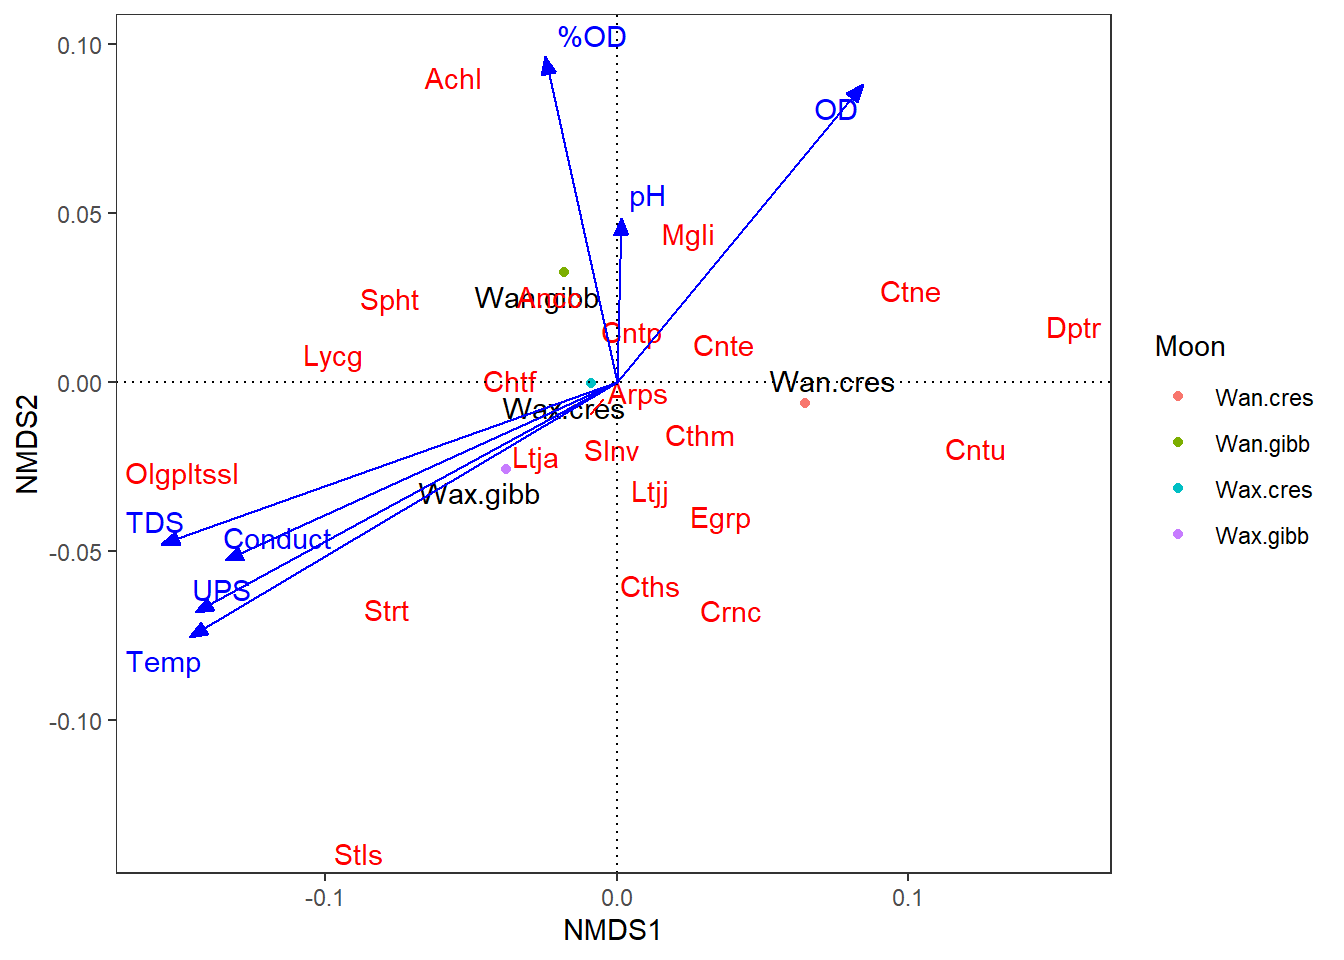 0.10
0.05
0.00
-0.05
-0.10
NMDS2
%OD
Achl
OD
pH
Mgli
Ctne
Spht
Wan.gibb
Dptr
Cntp
Cnte
Lycg
Chtf
Wan.cres
Arps
Wax.cres
Cthm
Slnv
Cntu
Ltja
Olgpltssl
Wax.gibb
Ltjj
Egrp
TDS
Conduct
UPS
Cths
Strt
Crnc
Temp
Stls
-0.1
0.0
0.1
NMDS1
Moon
Wan.cres
Wan.gibb
Wax.cres
Wax.gibb